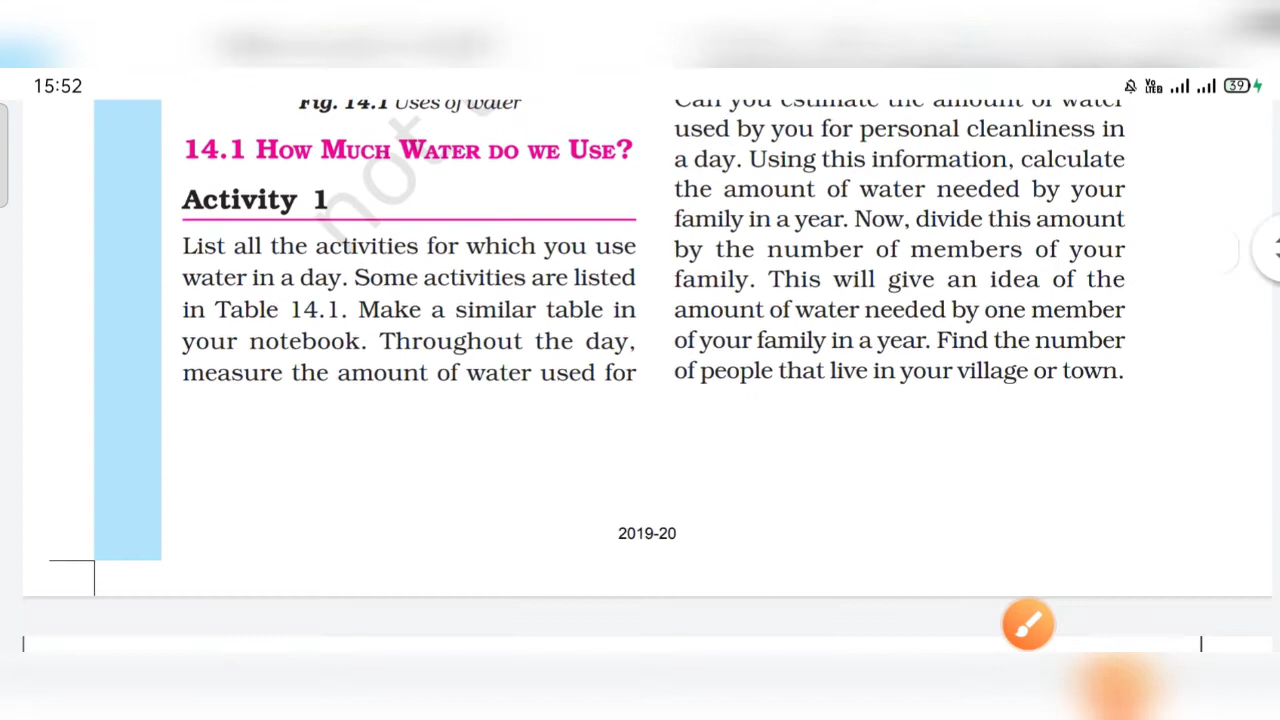 15:52
39
Fig. 14.1 Uses of water
14.1 HOW MUCH WATER DO WE USE?
Activity 1
List all the activities for which you use
water in a day. Some activities are listed
in Table 14.1. Make a similar table in
your notebook. Throughout the day,
measure the amount of water used for
Can you estimate the amount of water
used by you for personal cleanliness in
a day. Using this information, calculate
the amount of water needed by your
family in a year. Now, divide this amount
by the number of members of your
family. This will give an idea of the
amount of water needed by one member
of your family in a year. Find the number
of people that live in your village or town.
not
2019-20